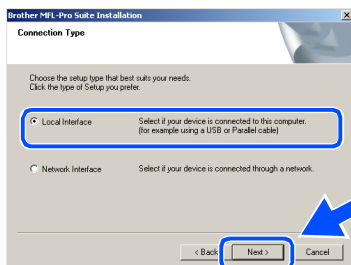 Brother MFL-Pro Suite Installation
Connection Type
Choose the setup type that best suits your needs.
Click the type of Setup you prefer.
Local Interface
Select if your device is connected to this computer.
(for example using a USB or Parallel cable)
Network Interface
Select if your device is connected through a network.
< Back
Next >
Cancel